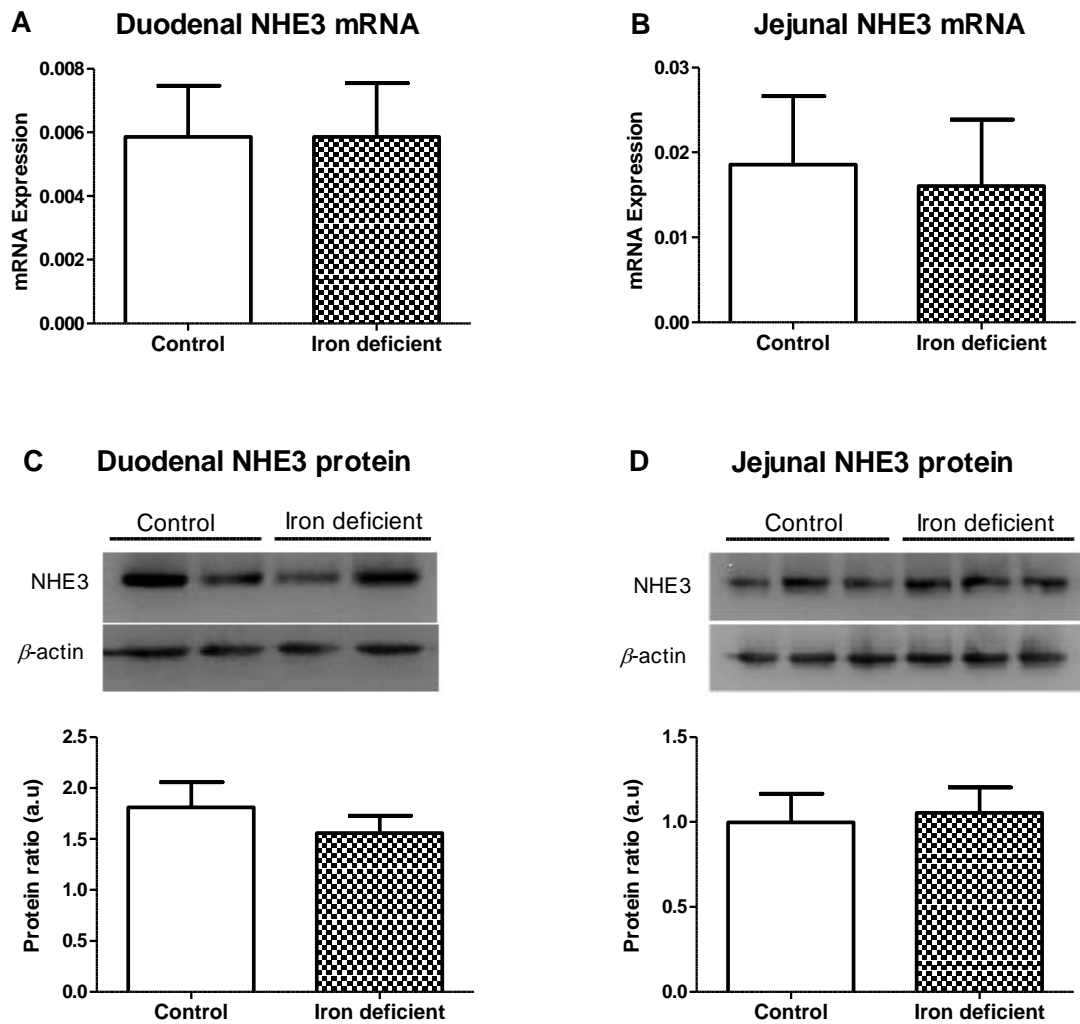 A Duodenal NHE3 mRNA
mRNA Expression
0.008
0.006
0.004
0.002
0.000
Control Iron deficient
B Jejunal NHE3 mRNA
mRNA Expression
0.03
0.02
0.01
0.00
Control Iron deficient
C Duodenal NHE3 protein
Control Iron deficient
NHE3
β-actin
Protein ratio (a.u)
2.5
2.0
1.5
1.0
0.5
0.0
Control Iron deficient
D Jejunal NHE3 protein
Control Iron deficient
NHE3
β-actin
Protein ratio (a.u)
1.5
1.0
0.5
0.0
Control Iron deficient